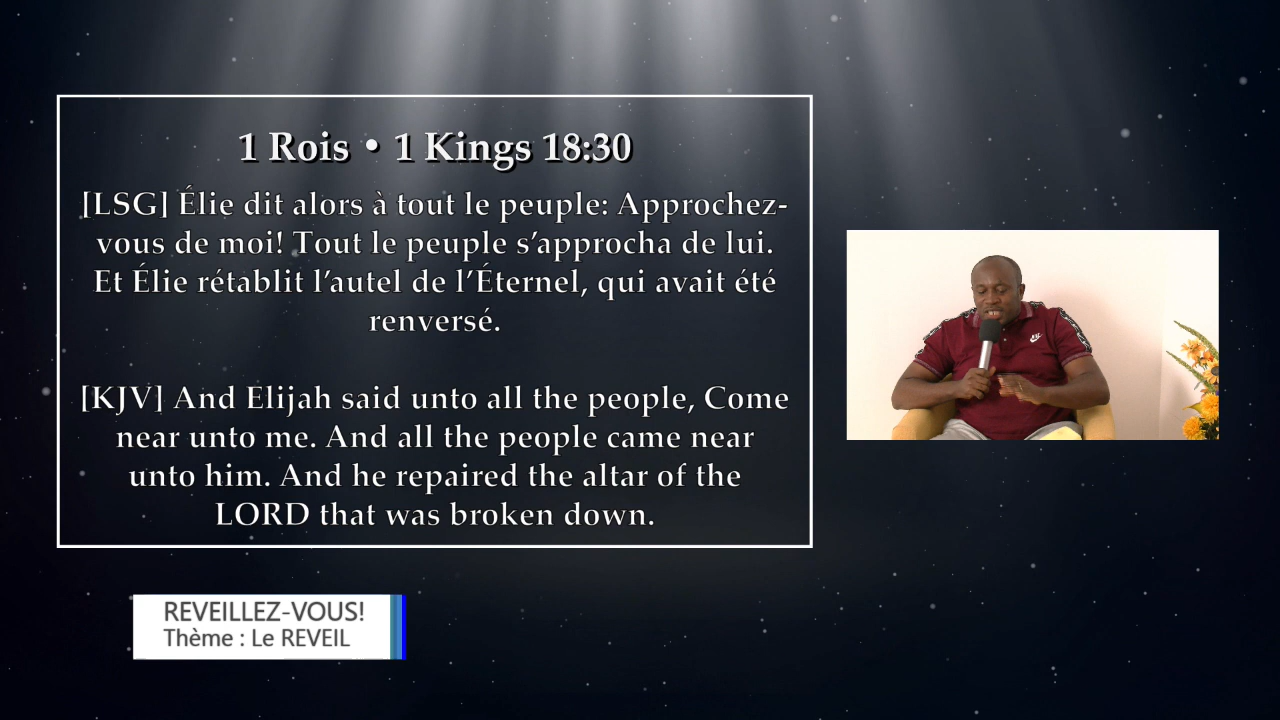 1 Rois • 1 Kings 18:30
[LSG] Élie dit alors à tout le peuple: Approchez-
vous de moi! Tout le peuple s’approcha de lui.
Et Élie rétablit l’autel de l’Éternel, qui avait été
renversé.
[KJV] And Elijah said unto all the people, Come
near unto me. And all the people came near
unto him. And he repaired the altar of the
LORD that was broken down.
REVEILLEZ-VOUS!
Thème : Le REVEIL